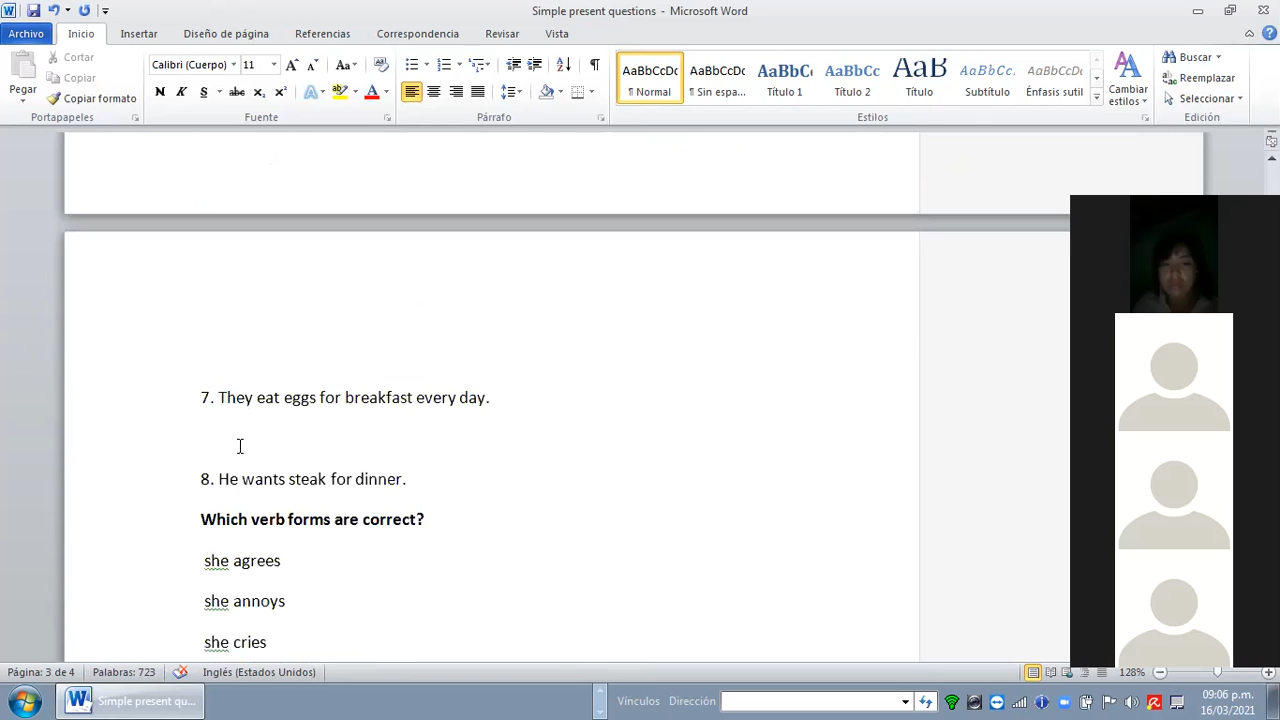 Simple present questions - Microsoft Word
Archivo Inicio Insertar Diseño de página Referencias Correspondencia Revisar Vista
Pegar
Cortar
Copiar
Copiar formato
Portapapeles
Calibri (Cuerpo) 11
Fuente
Párrafo
AaBbCcDc AaBbCcDc AaBbC AaBbCc AaB AaBbCc. AaBbCcDc
¶ Normal ¶ Sin espa... Título 1 Título 2 Título Subtítulo Énfasis sutil
Cambiar estilos
Estilos
Buscar
Reemplazar
Seleccionar
Edición
7. They eat eggs for breakfast every day.
8. He wants steak for dinner.
Which verb forms are correct?
she agrees
she annoys
she cries
Página: 3 de 4 Palabras: 723 Inglés (Estados Unidos) 128%
Simple present qu... Vínculos Dirección
09:06 p.m.
16/03/2021